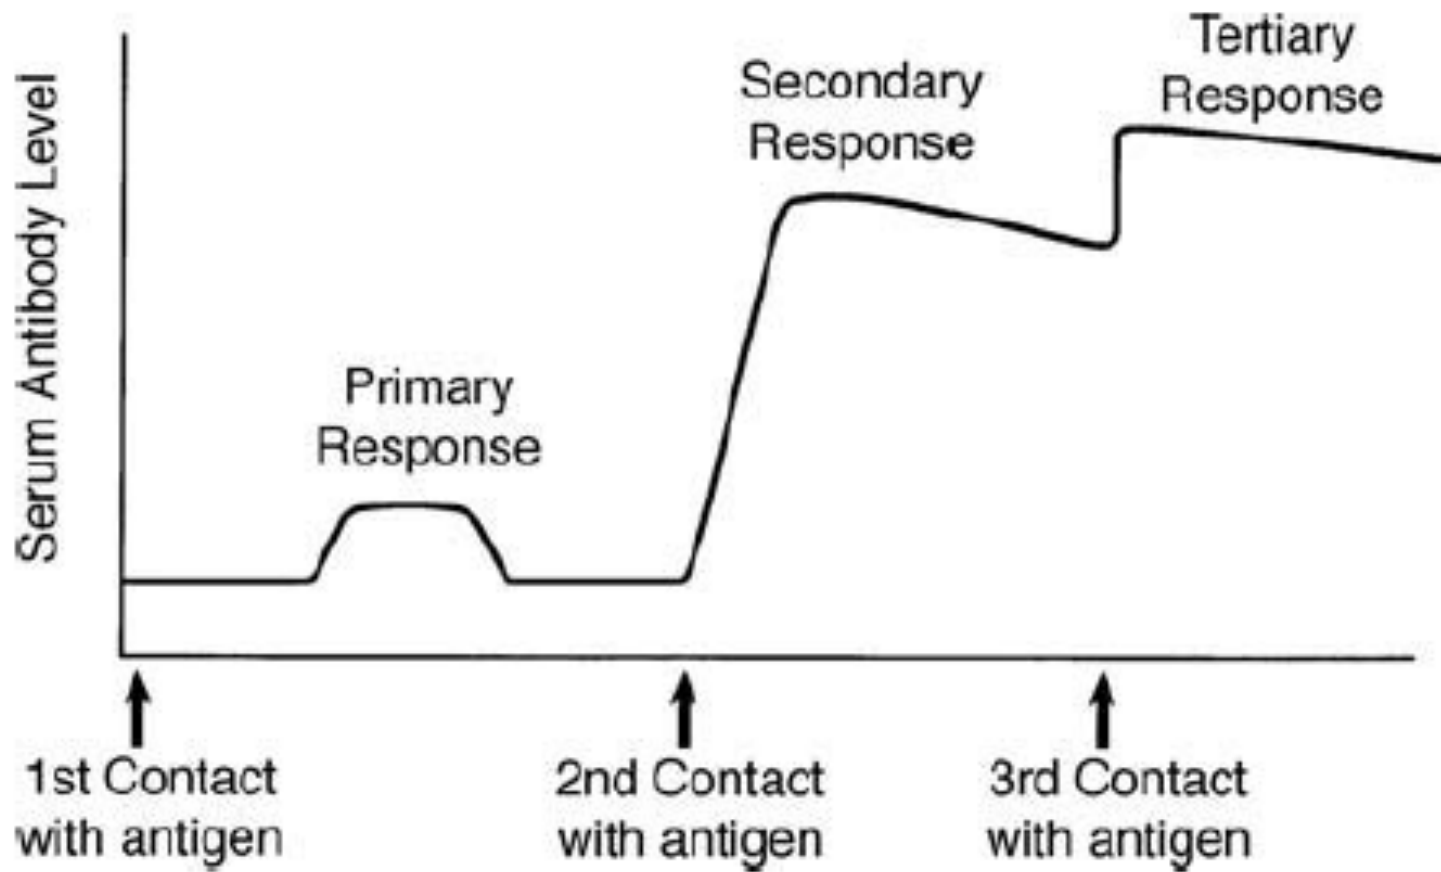 Serum Antibody Level
Primary
Response
Secondary
Response
Tertiary
Response
1st Contact
with antigen
2nd Contact
with antigen
3rd Contact
with antigen